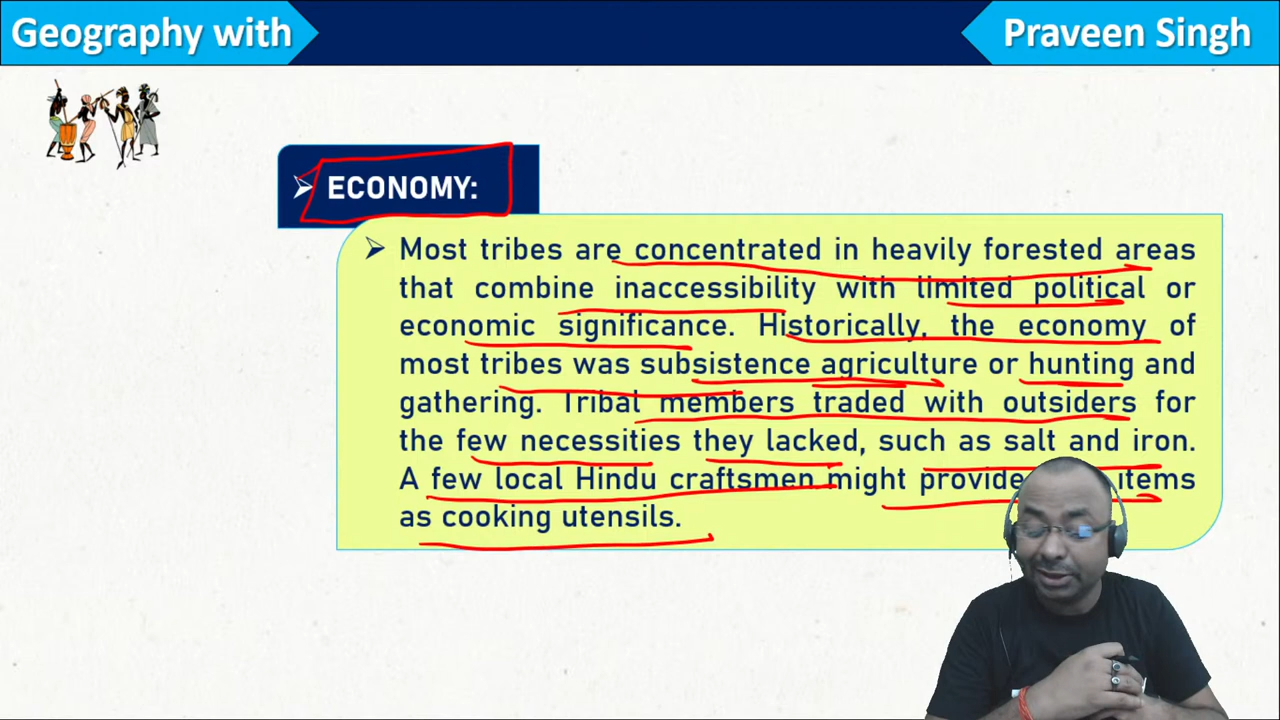 Geography with
Praveen Singh
➢ ECONOMY:
➢ Most tribes are concentrated in heavily forested areas
that combine inaccessibility with limited political or
economic significance. Historically, the economy of
most tribes was subsistence agriculture or hunting and
gathering. Tribal members traded with outsiders for
the few necessities they lacked, such as salt and iron.
A few local Hindu craftsmen might provide items
as cooking utensils.